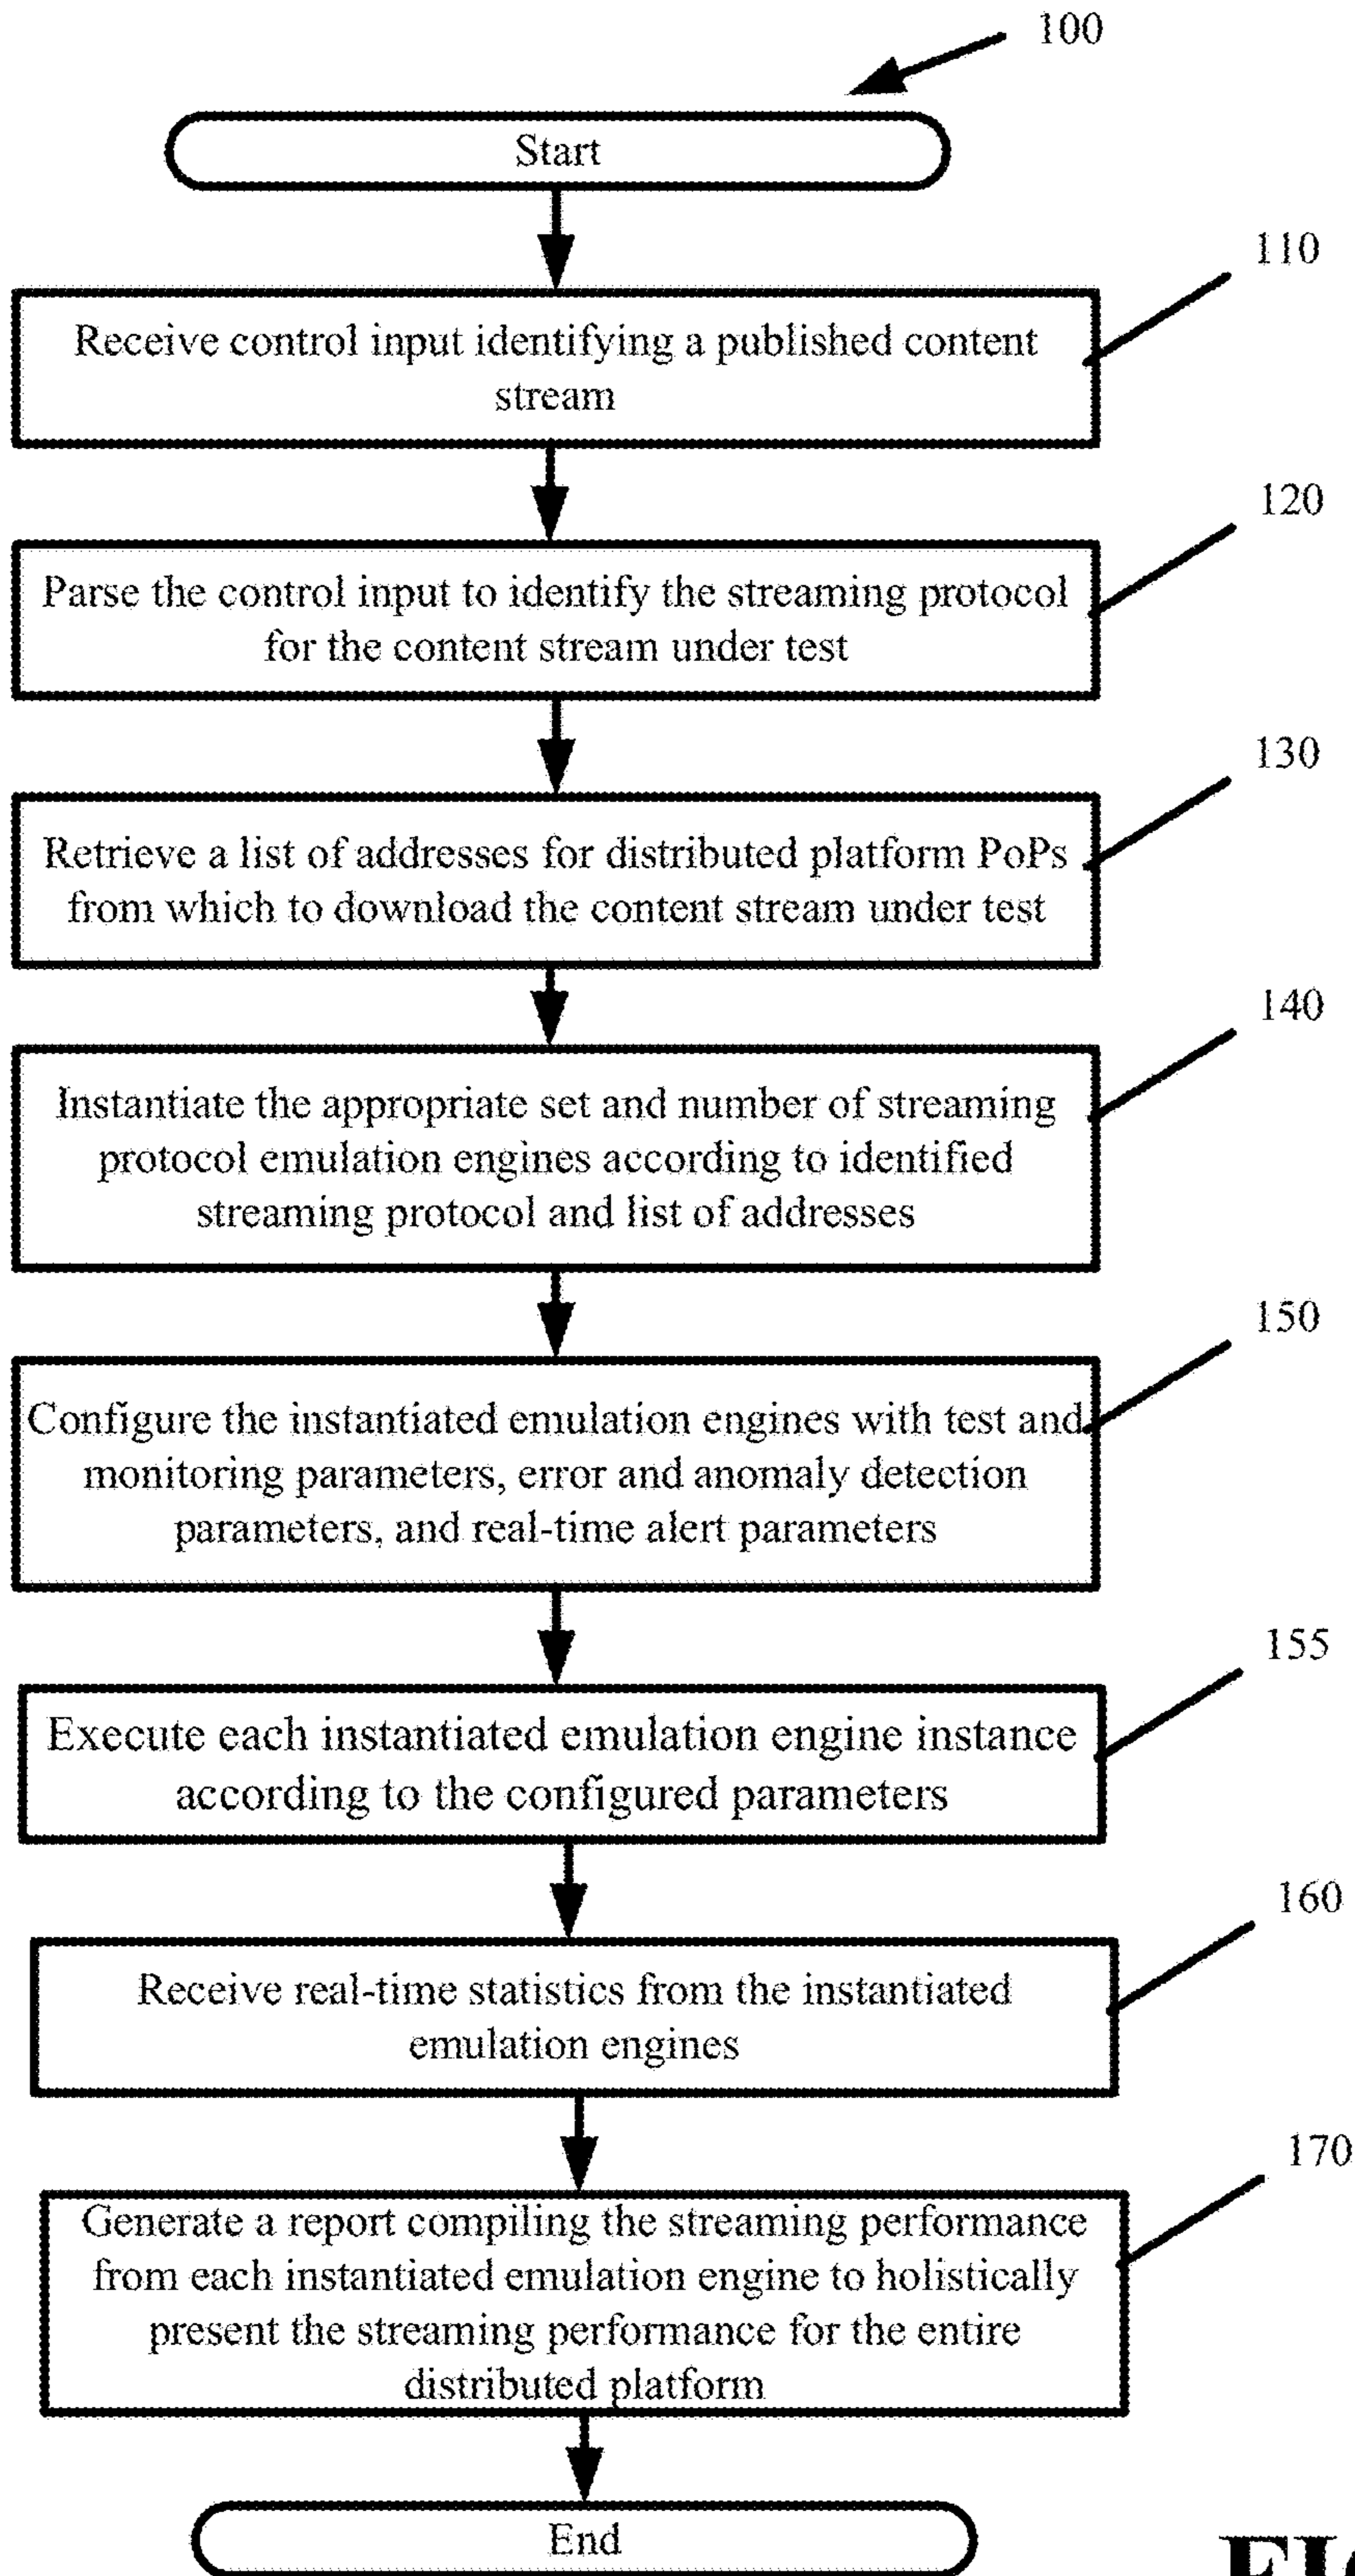 100
Start
110
Receive control input identifying a published content
stream
120
Parse the control input to identify the streaming protocol
for the content stream under test
130
Retrieve a list of addresses for distributed platform PoPs
from which to download the content stream under test
140
Instantiate the appropriate set and number of streaming
protocol emulation engines according to identified
streaming protocol and list of addresses
150
Configure the instantiated emulation engines with test and
monitoring parameters, error and anomaly detection
parameters, and real-time alert parameters
155
Execute each instantiated emulation engine instance
according to the configured parameters
160
Receive real-time statistics from the instantiated
emulation engines
170
Generate a report compiling the streaming performance
from each instantiated emulation engine to holistically
present the streaming performance for the entire
distributed platform
End